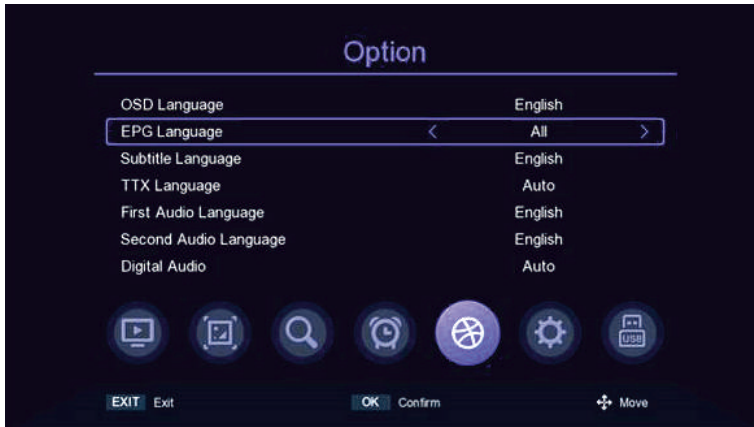 Option
OSD Language English
EPG Language < All >
Subtitle Language English
TTX Language Auto
First Audio Language English
Second Audio Language English
Digital Audio Auto
USB
EXIT Exit OK Confirm Move